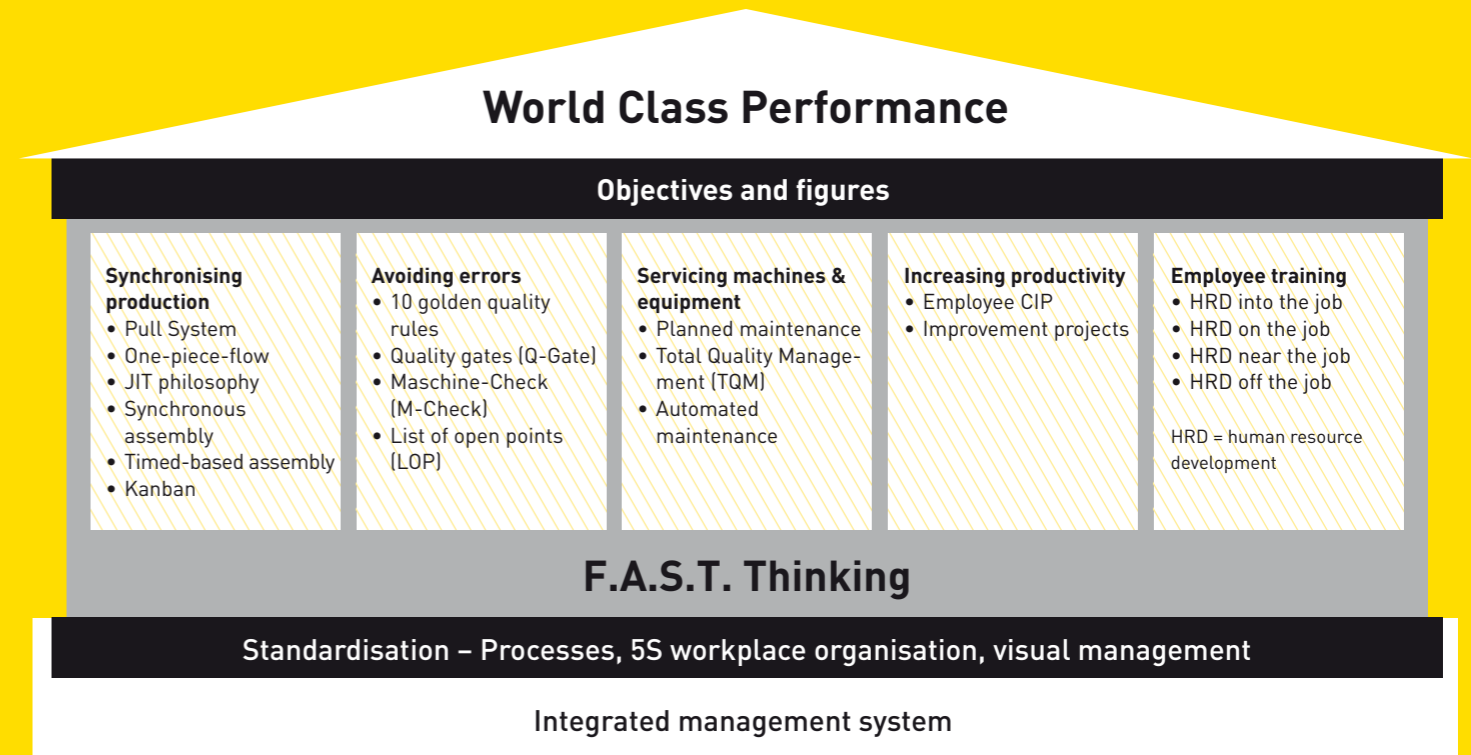 World Class Performance
Objectives and figures
Synchronising
production
• Pull System
• One-piece-flow
• JIT philosophy
• Synchronous
assembly
• Timed-based assembly
• Kanban
Avoiding errors
• 10 golden quality
rules
• Quality gates (Q-Gate)
• Maschine-Check
(M-Check)
• List of open points
(LOP)
Servicing machines &
equipment
• Planned maintenance
• Total Quality Manage-
ment (TQM)
• Automated
maintenance
Increasing productivity
• Employee CIP
• Improvement projects
Employee training
• HRD into the job
• HRD on the job
• HRD near the job
• HRD off the job
HRD = human resource
development
F.A.S.T. Thinking
Standardisation – Processes, 5S workplace organisation, visual management
Integrated management system